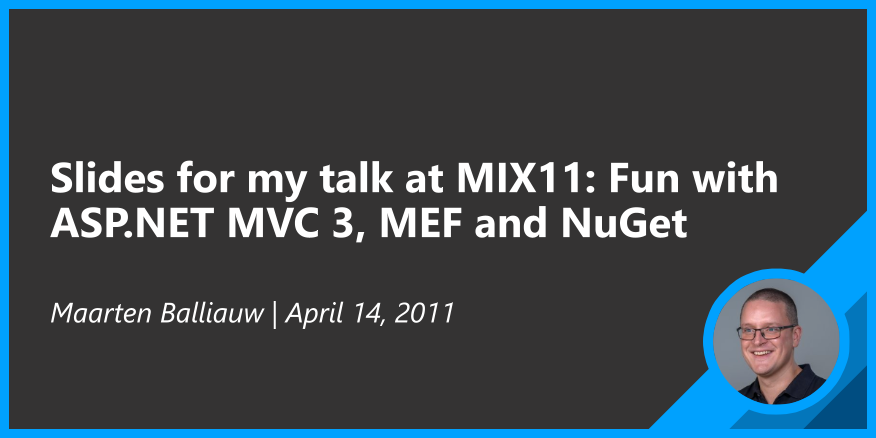 Slides for my talk at MIX11: Fun with
ASP.NET MVC 3, MEF and NuGet
Maarten Balliauw | April 14, 2011